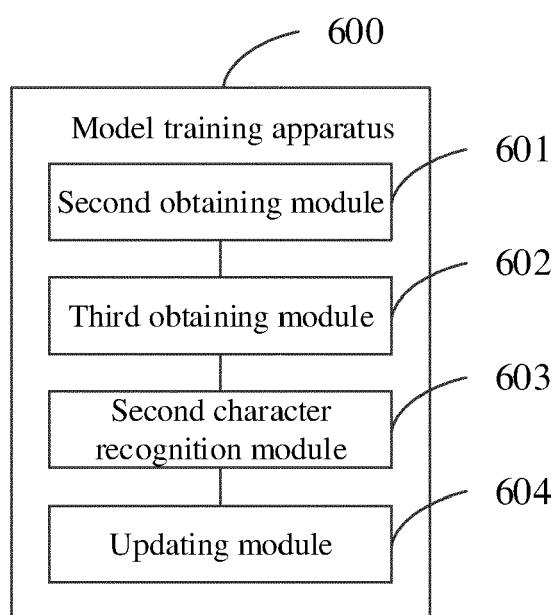 600
Model training apparatus
601
Second obtaining module
602
Third obtaining module
603
Second character
recognition module
604
Updating module